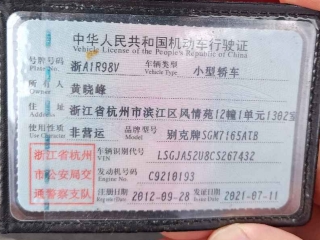 中华人民共和国机动车行驶证
Vehicle License of the People's Republic of China
号牌号码 浙A1R98V 车辆类型 小型轿车
Plate No. Vehicle Type
所有人 黄晓峰
Owner
住址 浙江省杭州市滨江区风情苑12幢1单元1302室
Address
使用性质 非营运 品牌型号 别克牌SGM7165ATB
Use Character Model
浙江省杭州市公安局交通警察支队
车辆识别代号 LSGJA52U8CS267432
VIN
发动机号码 C9210193
Engine No.
注册日期 2012-09-28 发证日期 2021-07-11
Register Date Issue Date